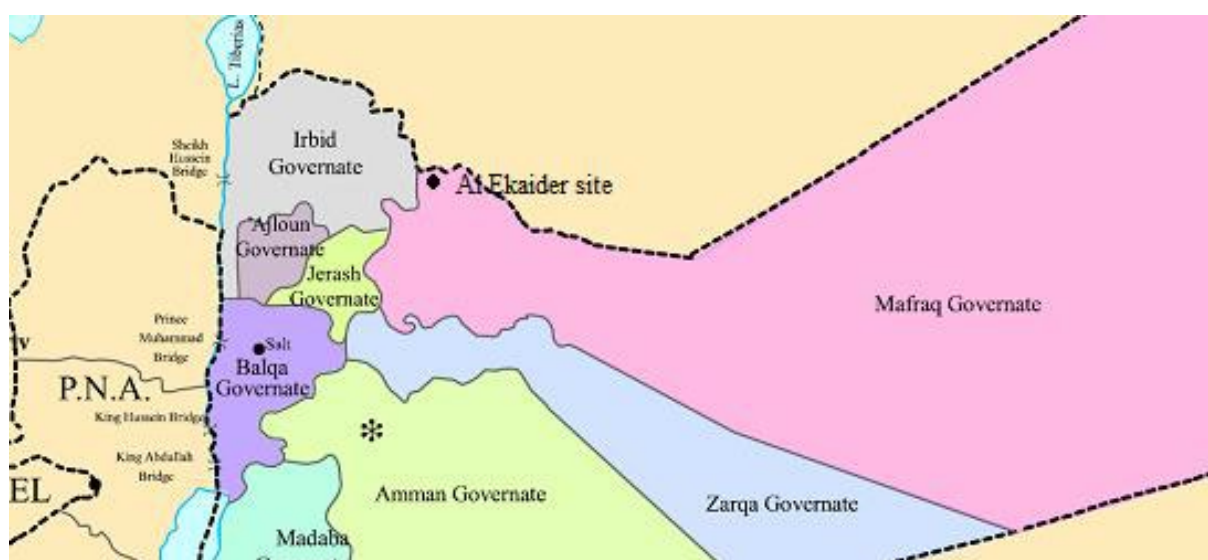 L. Tiberias
Irbid
Governate
Sheikh
Hussein
Bridge
Al Ekaider site
Ajloun
Governate
Jerash
Governate
Mafraq Governate
Prince
Muhammad
Bridge
Salt
Balqa
Governate
P.N.A.
King Hussein Bridge
King Abdullah
Bridge
EL
Amman Governate
Zarqa Governate
Madaba